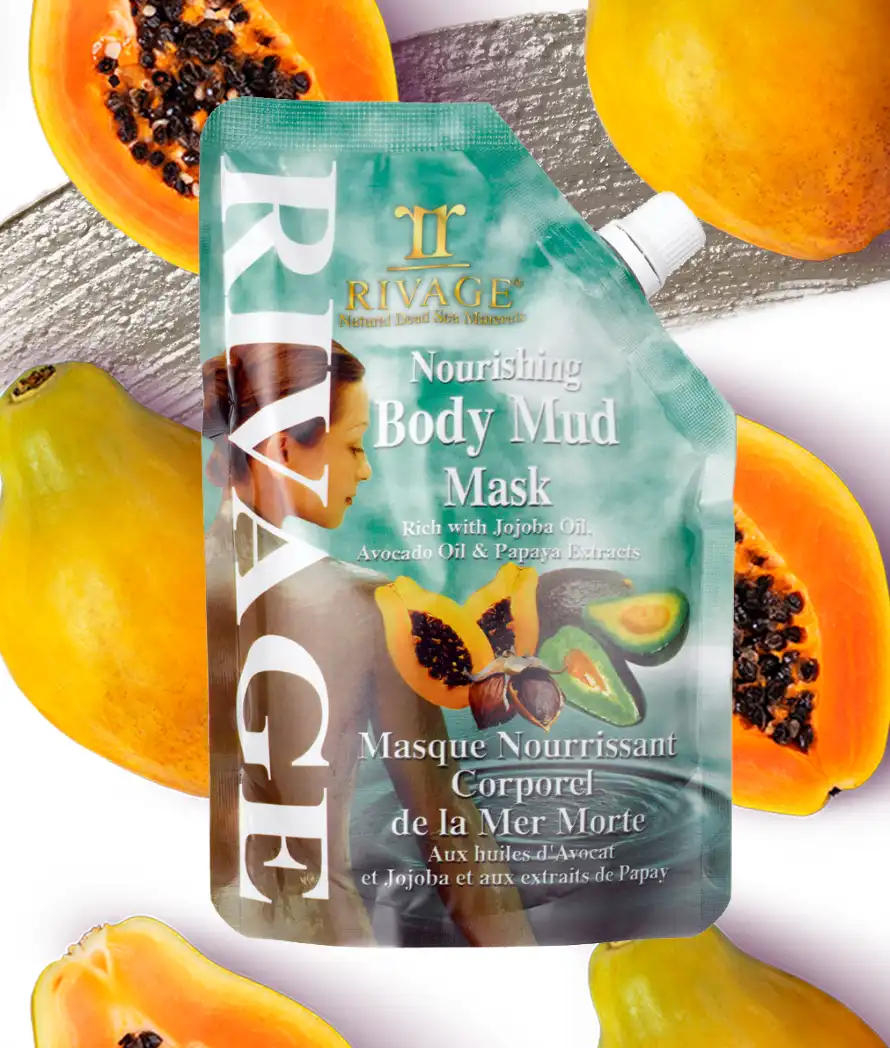 RIVAGE
RIVAGE
Natural Dead Sea Minerals
Nourishing
Body Mud
Mask
Rich with Jojoba Oil,
Avocado Oil & Papaya Extracts
Masque Nourrissant
Corporel
de la Mer Morte
Aux huiles d'Avocat
et Jojoba et aux extraits de Papay